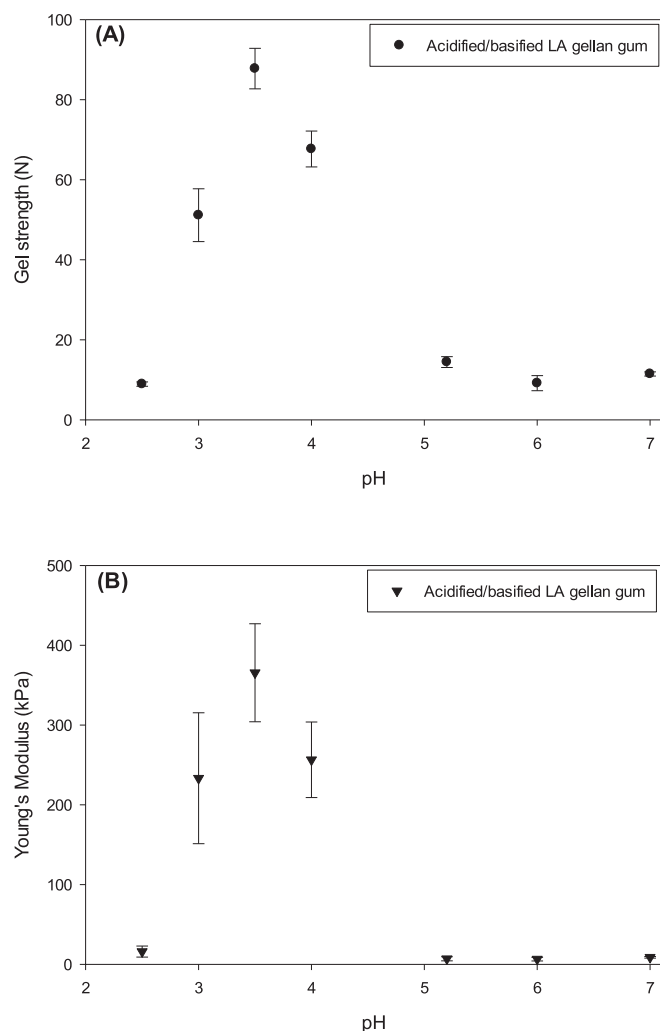 (A)
Acidified/basified LA gellan gum
100
80
60
40
20
0
Gel strength (N)
2 3 4 5 6 7
pH
(B)
Acidified/basified LA gellan gum
500
400
300
200
100
0
Young's Modulus (kPa)
2 3 4 5 6 7
pH